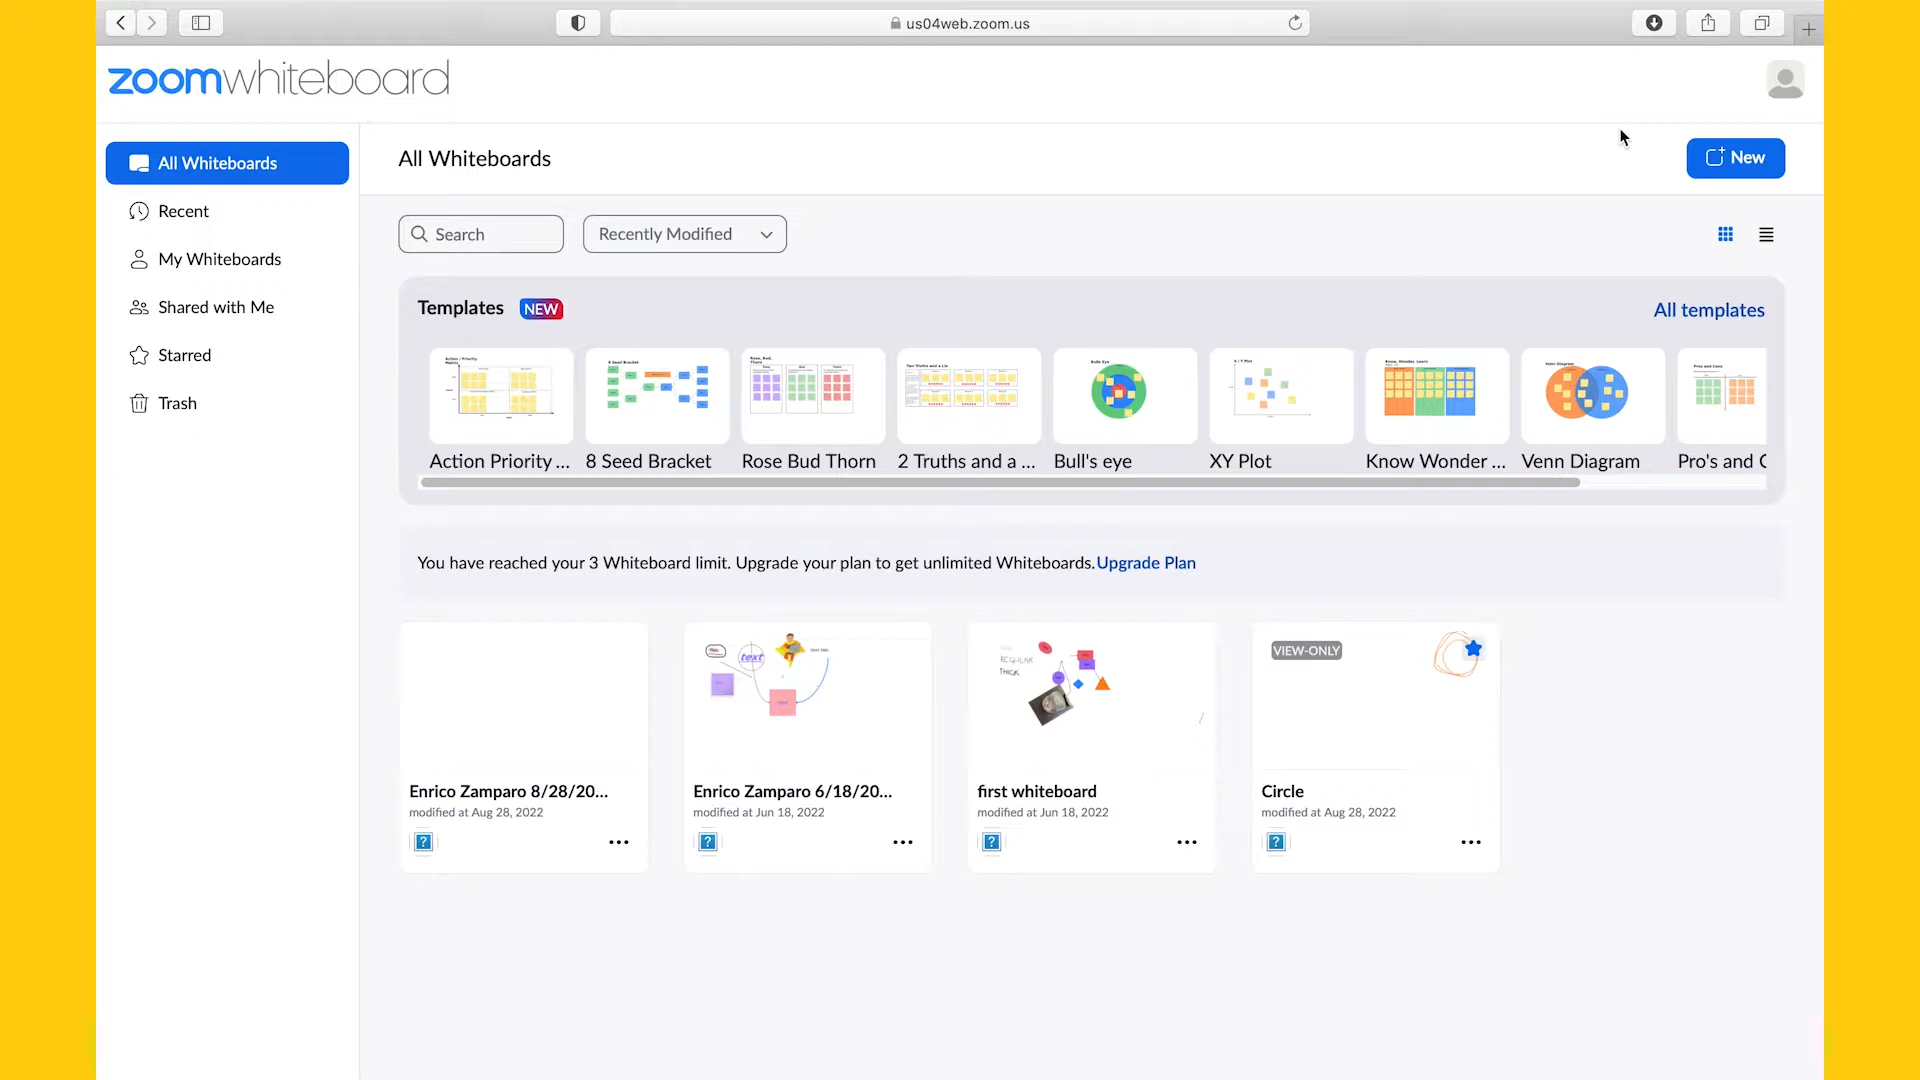 us04web.zoom.us
zoomwhiteboard
All Whiteboards
Recent
My Whiteboards
Shared with Me
Starred
Trash
All Whiteboards
New
Search
Recently Modified
Templates NEW
All templates
Action Priority ...
8 Seed Bracket
Rose Bud Thorn
2 Truths and a ...
Bull's eye
XY Plot
Know Wonder ...
Venn Diagram
Pro's and C
You have reached your 3 Whiteboard limit. Upgrade your plan to get unlimited Whiteboards.Upgrade Plan
text
REGULAR
THICK
VIEW-ONLY
Enrico Zamparo 8/28/20...
modified at Aug 28, 2022
Enrico Zamparo 6/18/20...
modified at Jun 18, 2022
first whiteboard
modified at Jun 18, 2022
Circle
modified at Aug 28, 2022